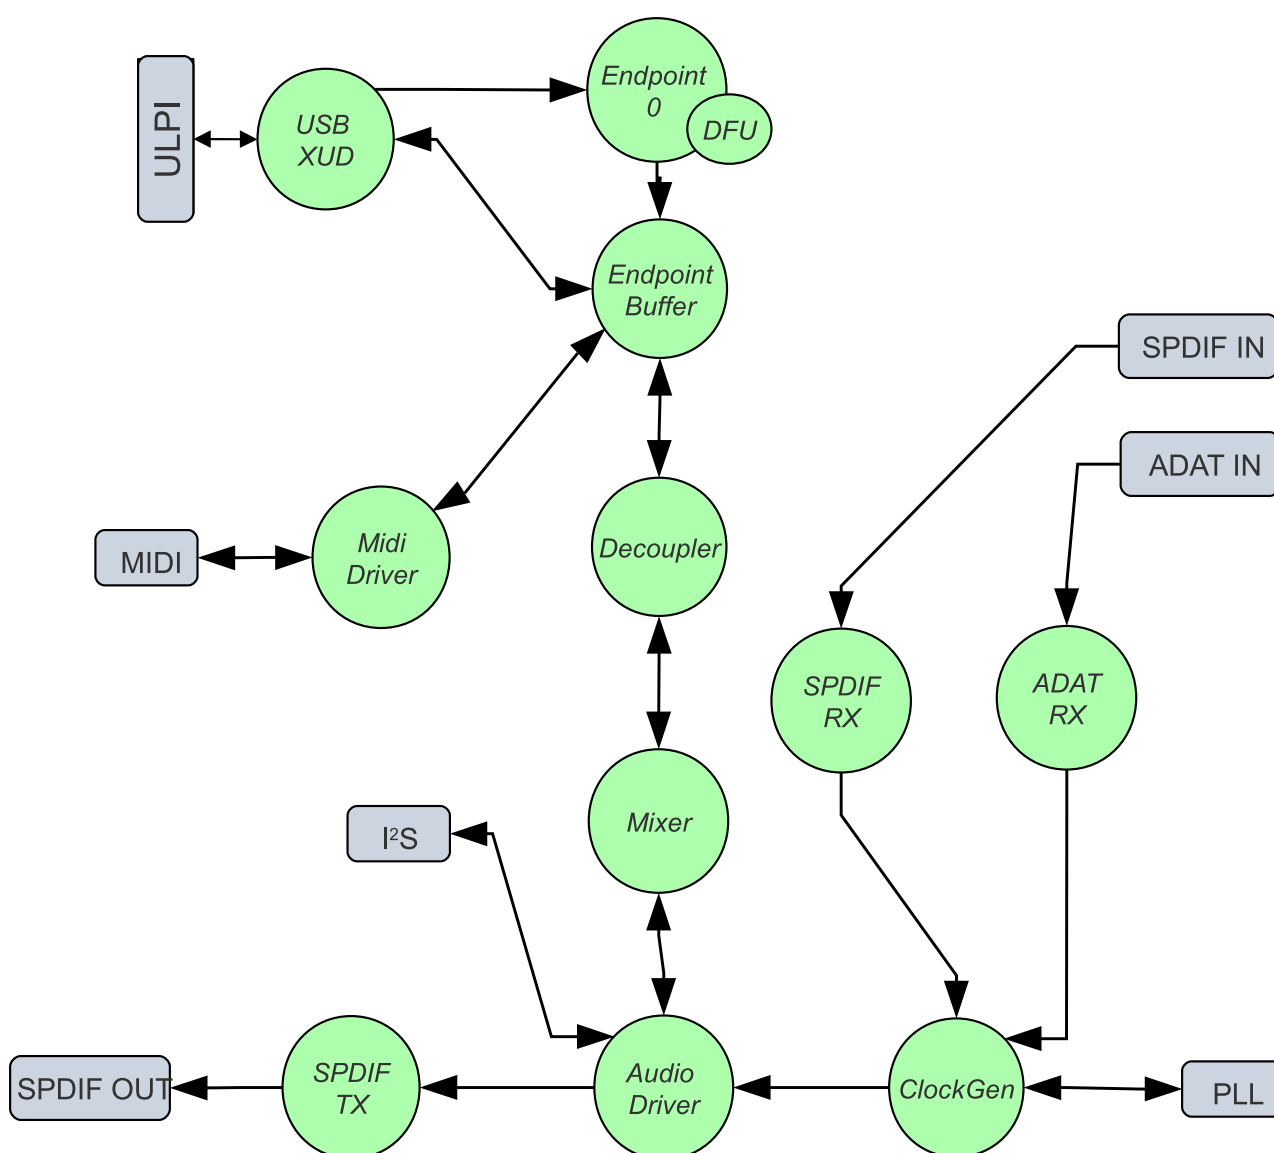 ULPI
USB
XUD
Endpoint
0
DFU
Endpoint
Buffer
SPDIF IN
ADAT IN
MIDI
Midi
Driver
Decoupler
SPDIF
RX
ADAT
RX
I²S
Mixer
SPDIF OUT
SPDIF
TX
Audio
Driver
ClockGen
PLL